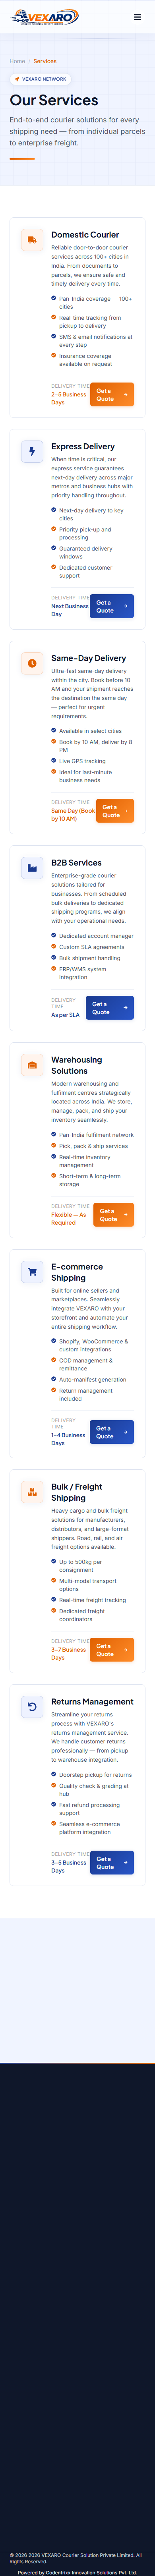 VEXARO
Home / Services
VEXARO NETWORK
Our Services
End-to-end courier solutions for every
shipping need — from individual parcels
to enterprise freight.
Domestic Courier
Reliable door-to-door courier
services across 100+ cities in
India. From documents to
parcels, we ensure safe and
timely delivery every time.
Pan-India coverage — 100+
cities
Real-time tracking from
pickup to delivery
SMS & email notifications at
every step
Insurance coverage
available on request
DELIVERY TIME
2–5 Business
Days
Get a
Quote
Express Delivery
When time is critical, our
express service guarantees
next-day delivery across major
metros and business hubs with
priority handling throughout.
Next-day delivery to key
cities
Priority pick-up and
processing
Guaranteed delivery
windows
Dedicated customer
support
DELIVERY TIME
Next Business
Day
Get a
Quote
Same-Day Delivery
Ultra-fast same-day delivery
within the city. Book before 10
AM and your shipment reaches
the destination the same day
— perfect for urgent
requirements.
Available in select cities
Book by 10 AM, deliver by 8
PM
Live GPS tracking
Ideal for last-minute
business needs
DELIVERY TIME
Same Day (Book
by 10 AM)
Get a
Quote
B2B Services
Enterprise-grade courier
solutions tailored for
businesses. From scheduled
bulk deliveries to dedicated
shipping programs, we align
with your operational needs.
Dedicated account manager
Custom SLA agreements
Bulk shipment handling
ERP/WMS system
integration
DELIVERY
TIME
As per SLA
Get a
Quote
Warehousing
Solutions
Modern warehousing and
fulfilment centres strategically
located across India. We store,
manage, pack, and ship your
inventory seamlessly.
Pan-India fulfilment network
Pick, pack & ship services
Real-time inventory
management
Short-term & long-term
storage
DELIVERY TIME
Flexible — As
Required
Get a
Quote
E-commerce
Shipping
Built for online sellers and
marketplaces. Seamlessly
integrate VEXARO with your
storefront and automate your
entire shipping workflow.
Shopify, WooCommerce &
custom integrations
COD management &
remittance
Auto-manifest generation
Return management
included
DELIVERY
TIME
1–4 Business
Days
Get a
Quote
Bulk / Freight
Shipping
Heavy cargo and bulk freight
solutions for manufacturers,
distributors, and large-format
shippers. Road, rail, and air
freight options available.
Up to 500kg per
consignment
Multi-modal transport
options
Real-time freight tracking
Dedicated freight
coordinators
DELIVERY TIME
3–7 Business
Days
Get a
Quote
Returns Management
Streamline your returns
process with VEXARO's
returns management service.
We handle customer returns
professionally — from pickup
to warehouse integration.
Doorstep pickup for returns
Quality check & grading at
hub
Fast refund processing
support
Seamless e-commerce
platform integration
DELIVERY TIME
3–5 Business
Days
Get a
Quote
© 2026 2026 VEXARO Courier Solution Private Limited. All
Rights Reserved.
Powered by Codentrixx Innovation Solutions Pvt. Ltd.